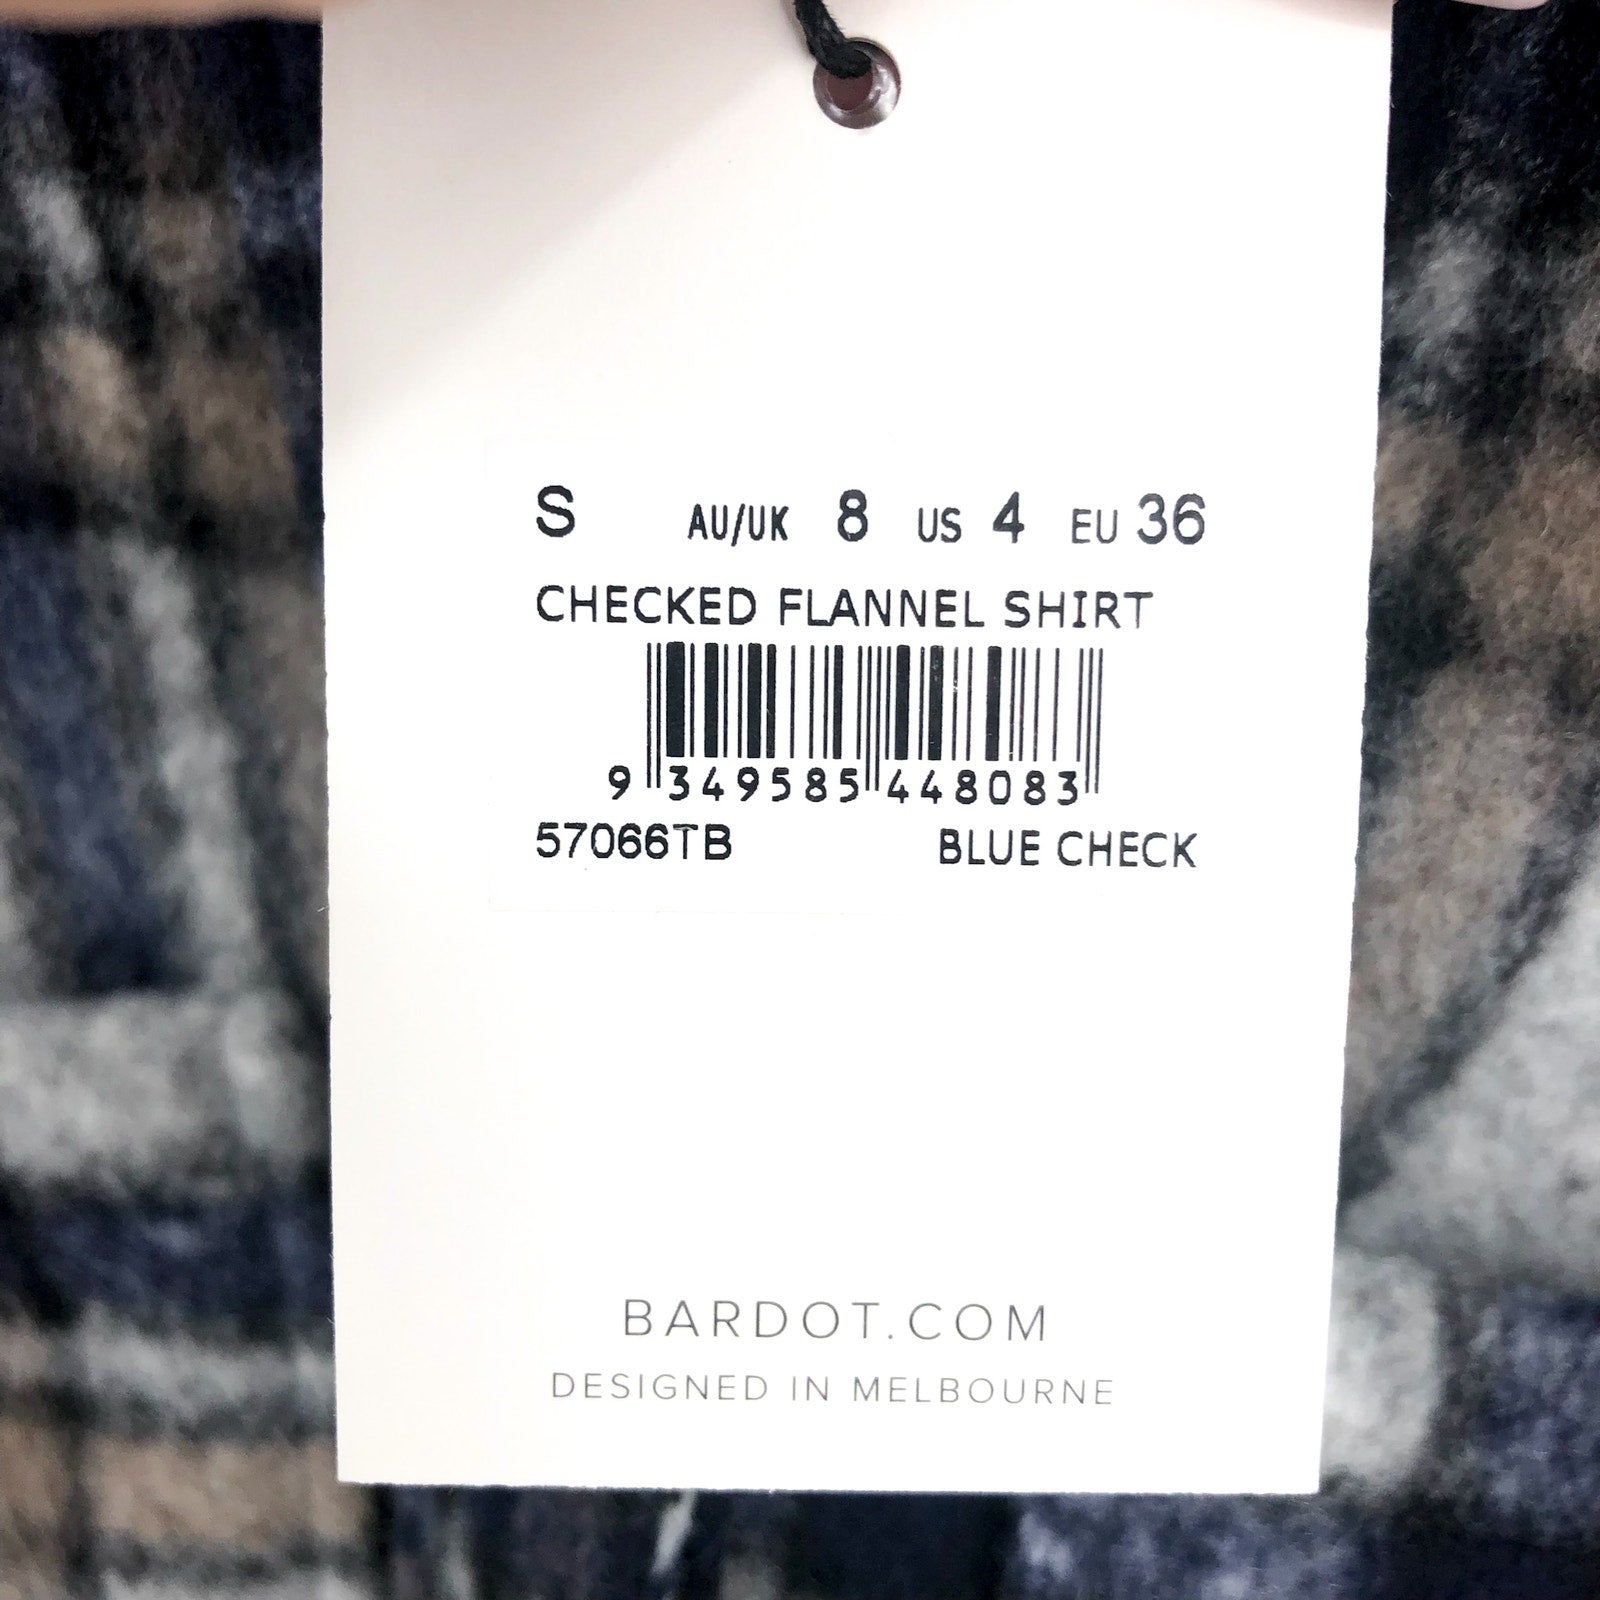 S AU/UK 8 US 4 EU 36
CHECKED FLANNEL SHIRT
9 349585 448083
57066TB BLUE CHECK
BARDOT.COM
DESIGNED IN MELBOURNE